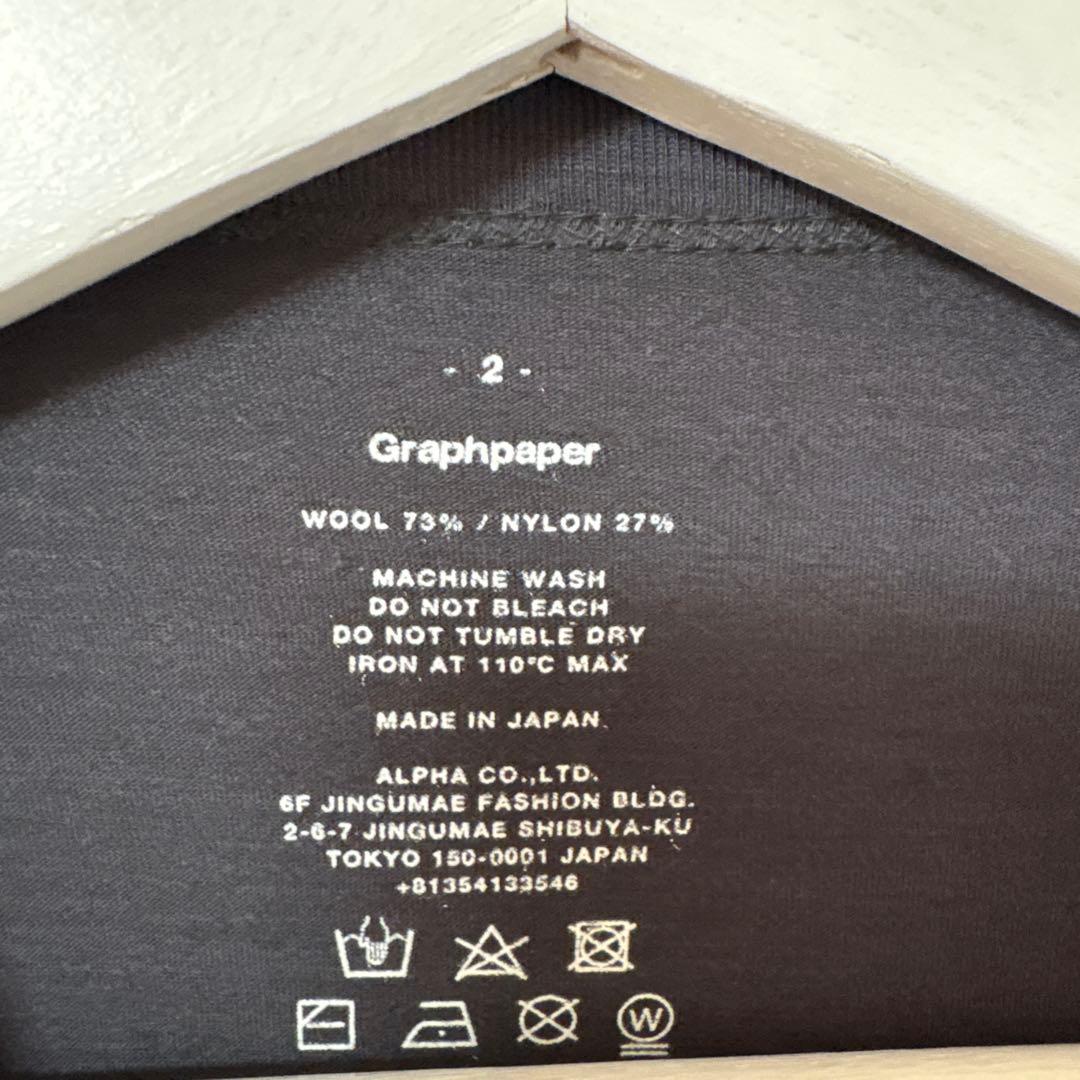 - 2 -
Graphpaper
WOOL 73% / NYLON 27%
MACHINE WASH
DO NOT BLEACH
DO NOT TUMBLE DRY
IRON AT 110°C MAX
MADE IN JAPAN.
ALPHA CO.,LTD.
6F JINGUMAE FASHION BLDG.
2-6-7 JINGUMAE SHIBUYA-KU
TOKYO 150-0001 JAPAN
+81354133546
W